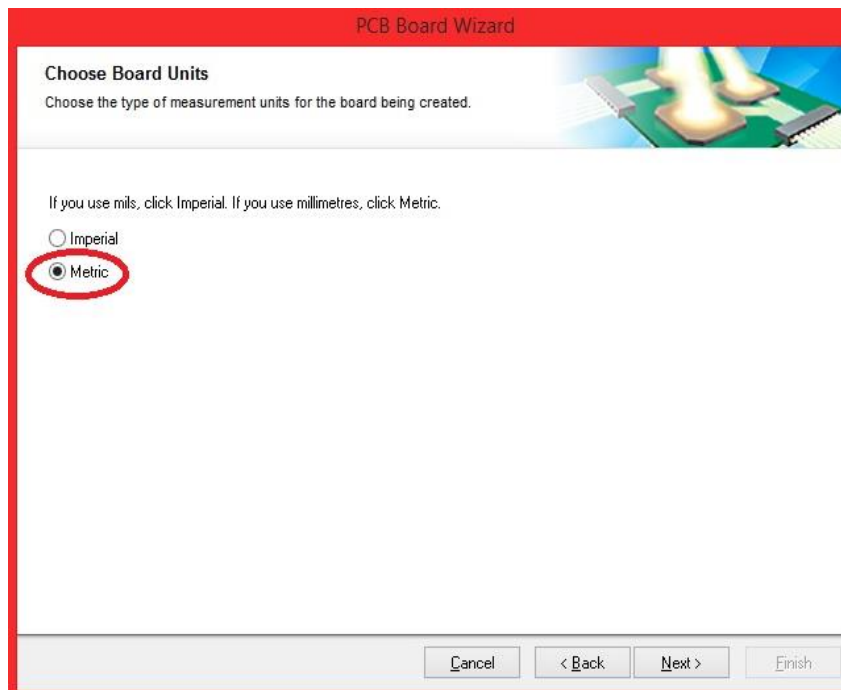 PCB Board Wizard
Choose Board Units
Choose the type of measurement units for the board being created.
If you use mils, click Imperial. If you use millimetres, click Metric.
Imperial
Metric
Cancel
< Back
Next >
Finish